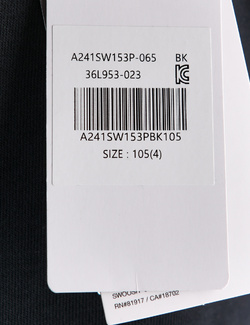 A241SW153P-065 BK
36L953-023
A241SW153PBK105
SIZE : 105(4)
RN#81917 / CA#18702